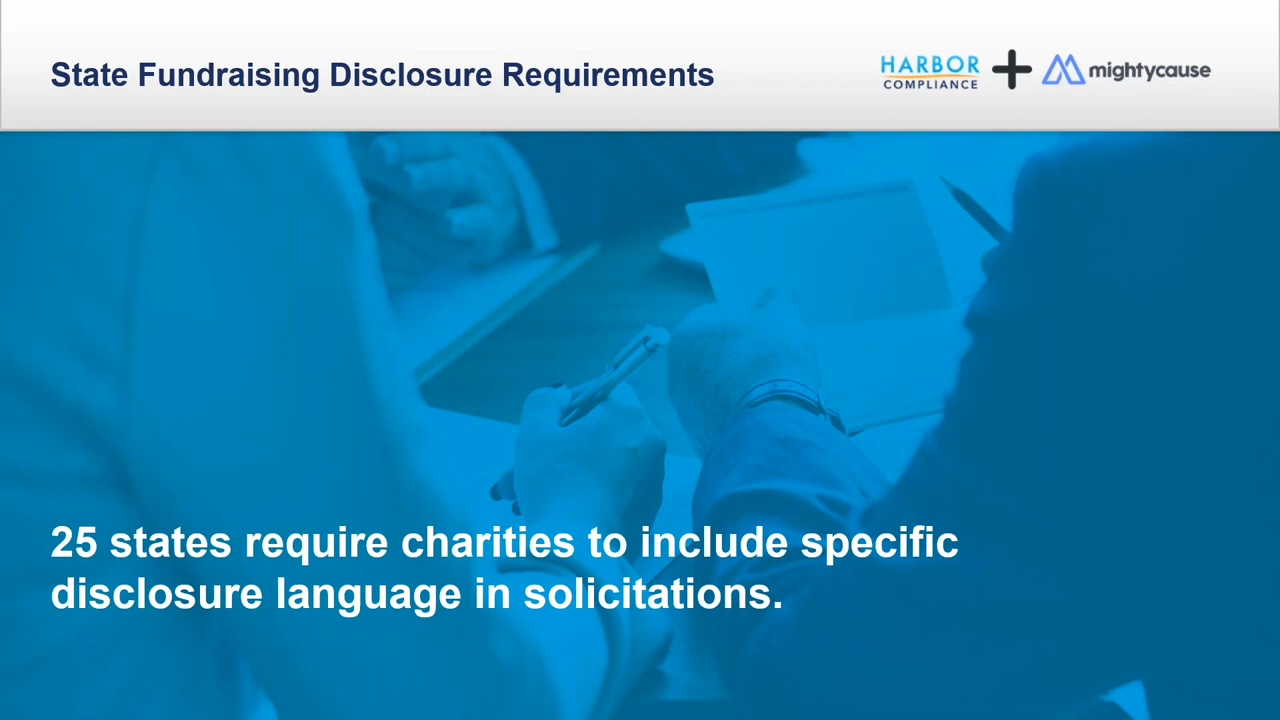 State Fundraising Disclosure Requirements
HARBOR
COMPLIANCE
mightycause
25 states require charities to include specific
disclosure language in solicitations.